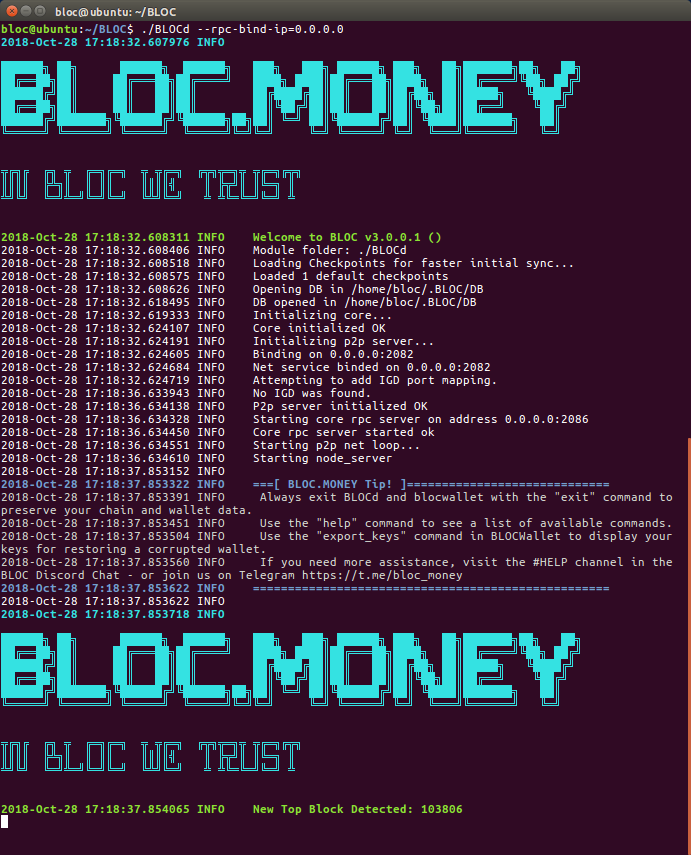 bloc@ubuntu: ~/BLOC
bloc@ubuntu:~/BLOC$ ./BLOCd --rpc-bind-ip=0.0.0.0
2018-Oct-28 17:18:32.607976 INFO
BLOC.MONEY
IN BLOC WE TRUST
2018-Oct-28 17:18:32.608311 INFO    Welcome to BLOC v3.0.0.1 ()
2018-Oct-28 17:18:32.608406 INFO    Module folder: ./BLOCd
2018-Oct-28 17:18:32.608518 INFO    Loading Checkpoints for faster initial sync...
2018-Oct-28 17:18:32.608575 INFO    Loaded 1 default checkpoints
2018-Oct-28 17:18:32.608626 INFO    Opening DB in /home/bloc/.BLOC/DB
2018-Oct-28 17:18:32.618495 INFO    DB opened in /home/bloc/.BLOC/DB
2018-Oct-28 17:18:32.619333 INFO    Initializing core...
2018-Oct-28 17:18:32.624107 INFO    Core initialized OK
2018-Oct-28 17:18:32.624191 INFO    Initializing p2p server...
2018-Oct-28 17:18:32.624605 INFO    Binding on 0.0.0.0:2082
2018-Oct-28 17:18:32.624684 INFO    Net service binded on 0.0.0.0:2082
2018-Oct-28 17:18:32.624719 INFO    Attempting to add IGD port mapping.
2018-Oct-28 17:18:36.633943 INFO    No IGD was found.
2018-Oct-28 17:18:36.634138 INFO    P2p server initialized OK
2018-Oct-28 17:18:36.634328 INFO    Starting core rpc server on address 0.0.0.0:2086
2018-Oct-28 17:18:36.634450 INFO    Core rpc server started ok
2018-Oct-28 17:18:36.634551 INFO    Starting p2p net loop...
2018-Oct-28 17:18:36.634610 INFO    Starting node_server
2018-Oct-28 17:18:37.853152 INFO
2018-Oct-28 17:18:37.853322 INFO    ===[ BLOC.MONEY Tip! ]=============================
2018-Oct-28 17:18:37.853391 INFO     Always exit BLOCd and blocwallet with the "exit" command to
preserve your chain and wallet data.
2018-Oct-28 17:18:37.853451 INFO     Use the "help" command to see a list of available commands.
2018-Oct-28 17:18:37.853504 INFO     Use the "export_keys" command in BLOCWallet to display your
keys for restoring a corrupted wallet.
2018-Oct-28 17:18:37.853560 INFO     If you need more assistance, visit the #HELP channel in the
BLOC Discord Chat - or join us on Telegram https://t.me/bloc_money
2018-Oct-28 17:18:37.853622 INFO    ===================================================
2018-Oct-28 17:18:37.853622 INFO
2018-Oct-28 17:18:37.853718 INFO
BLOC.MONEY
IN BLOC WE TRUST
2018-Oct-28 17:18:37.854065 INFO    New Top Block Detected: 103806